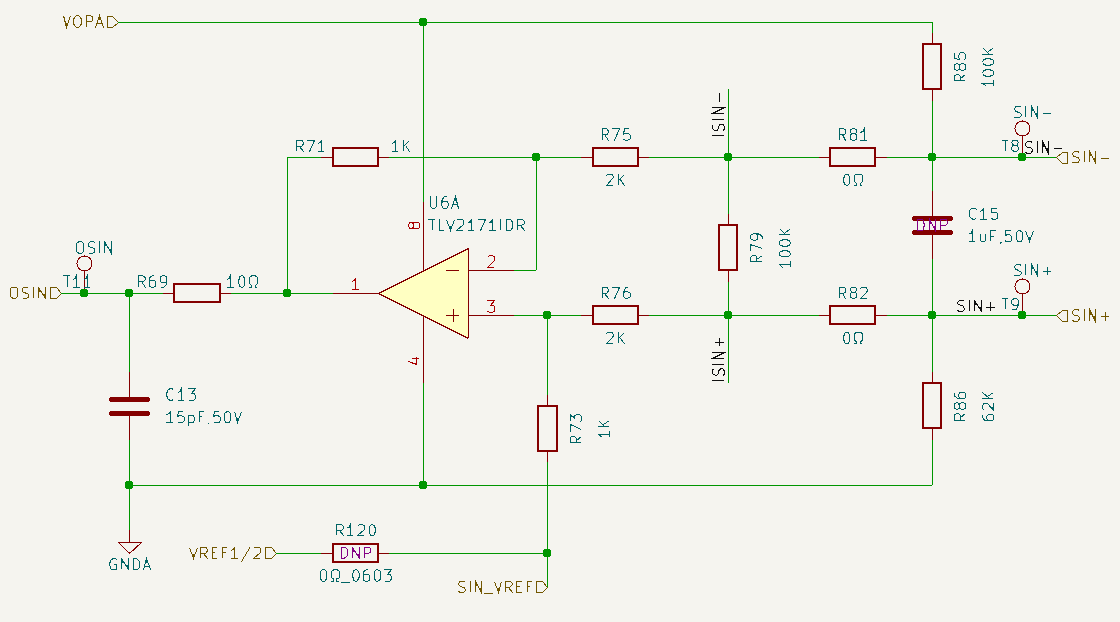 VOPA
R85
100K
ISIN-
SIN-
R71
1K
R75
2K
R81
0Ω
T8
SIN-
SIN-
U6A
TLV2171IDR
8
2
1
3
4
DNP
C15
1uF,50V
R79
100K
OSIN
T11
OSIN
R69
10Ω
SIN+
T9
R76
2K
R82
0Ω
SIN+
SIN+
ISIN+
C13
15pF,50V
R73
1K
R86
62K
GNDA
VREF1/2
R120
DNP
0Ω_0603
SIN_VREF